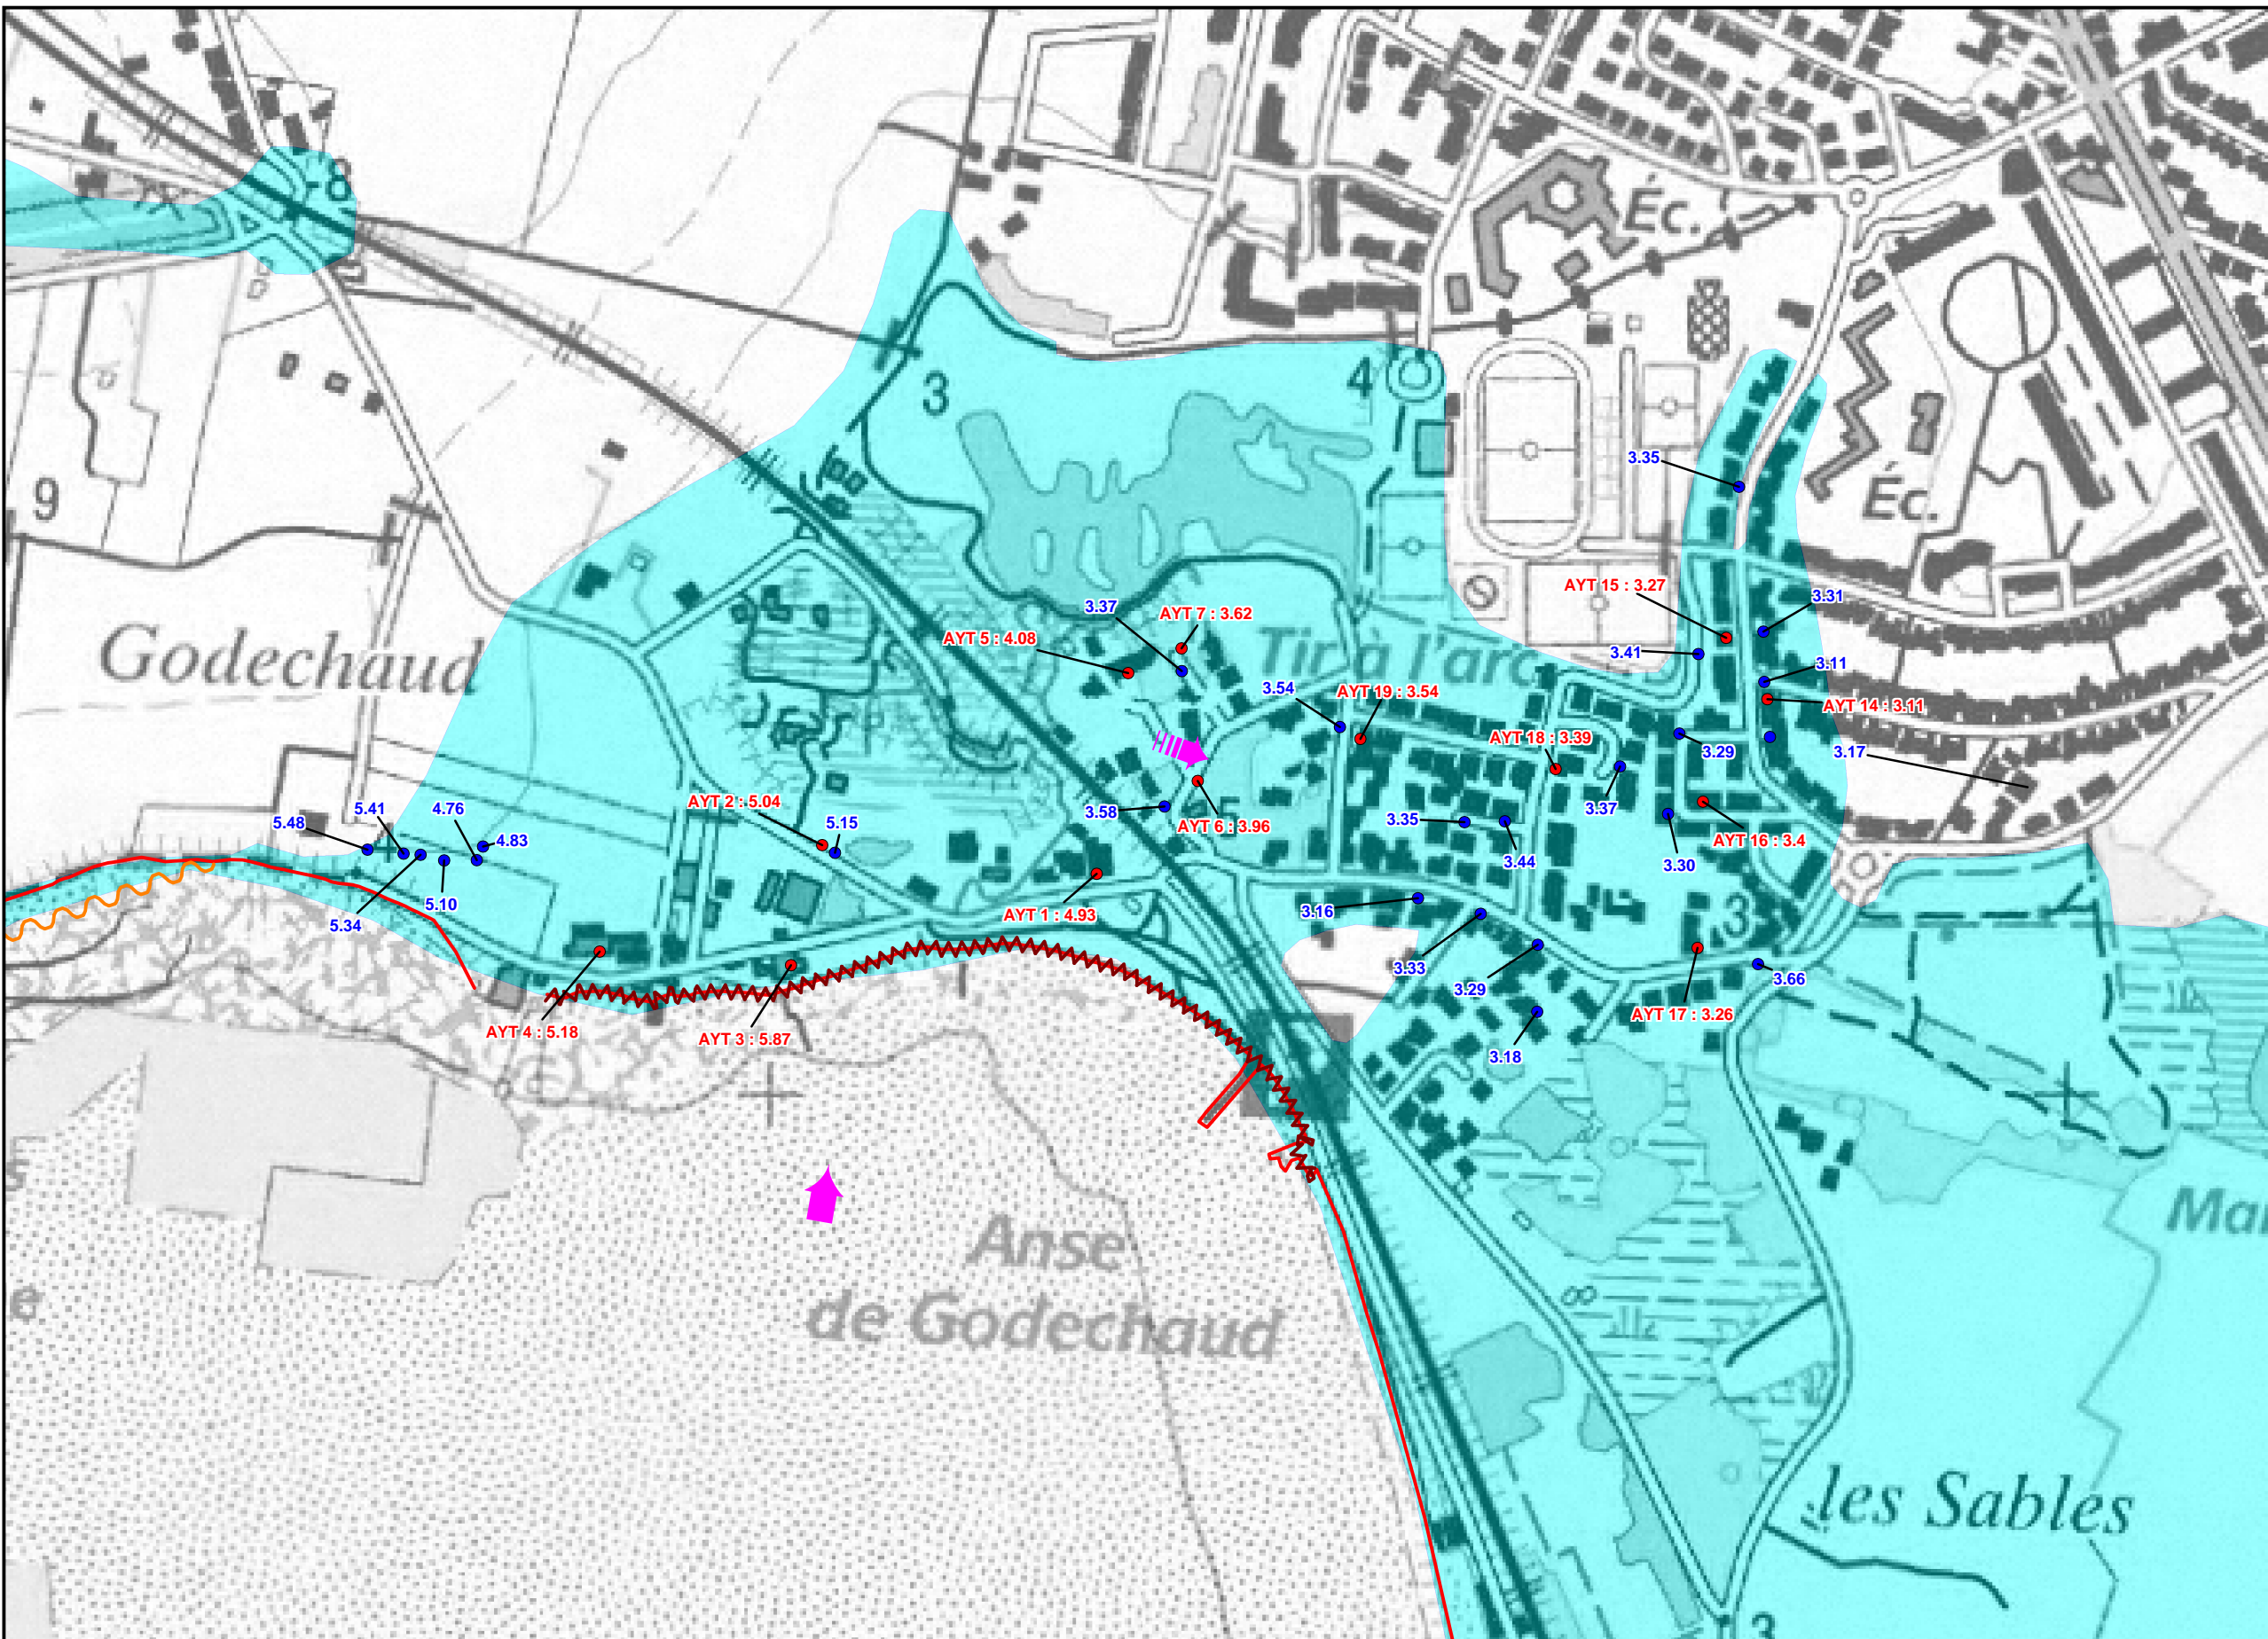 8
Éc.
3
4
9
3.35
Éc.
AYT 15 : 3.27
3.31
3.37
AYT 7 : 3.62
AYT 5 : 4.08
Tir à l'arc
3.41
3.11
Godechaud
3.54
AYT 19 : 3.54
AYT 14 : 3.11
AYT 18 : 3.39
3.29
3.17
5.41
4.76
AYT 2 : 5.04
3.37
5.48
4.83
5.15
3.58
AYT 6 : 3.96
3.35
3.44
AYT 16 : 3.4
3.30
5.10
5.34
AYT 1 : 4.93
3.16
3
3.33
3.29
3.66
AYT 4 : 5.18
AYT 3 : 5.87
AYT 17 : 3.26
3.18
Anse
de Godechaud
Mar
8
e
les Sables
3